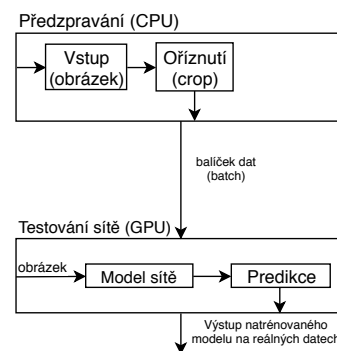 Předzpravání (CPU)
Vstup
(obrázek)
Oříznutí
(crop)
balíček dat
(batch)
Testování sítě (GPU)
obrázek
Model sítě
Predikce
Výstup natrénovaného
modelu na reálných datech